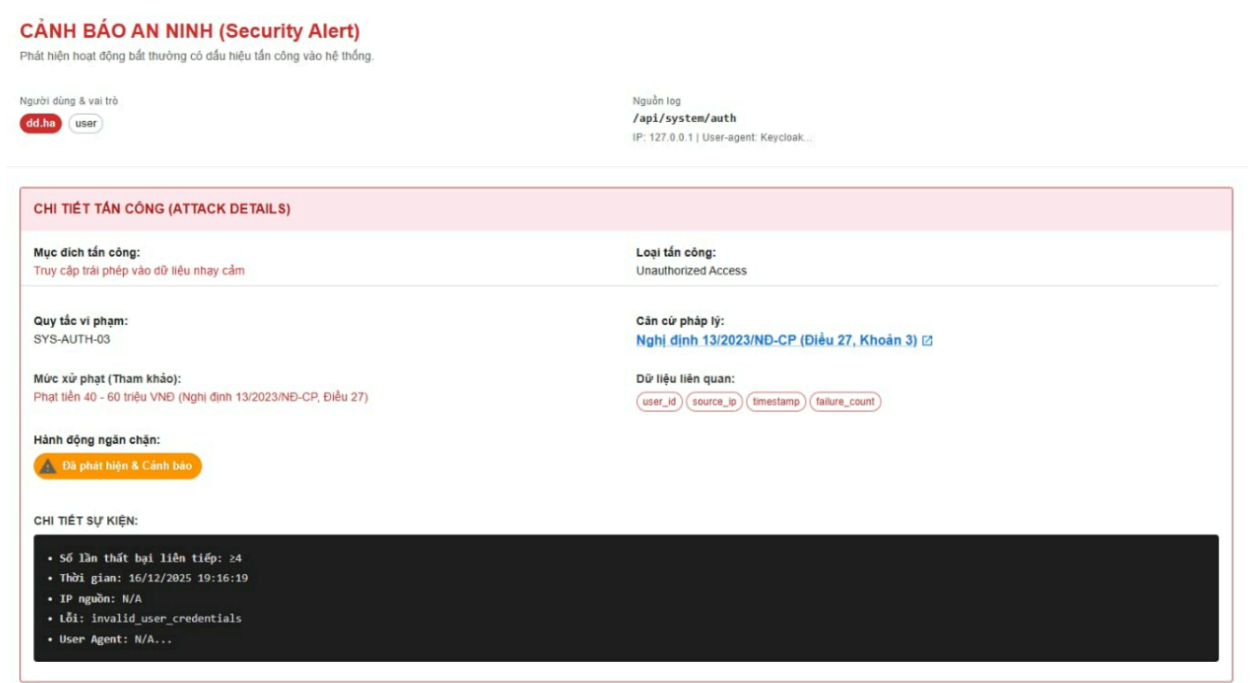 CẢNH BÁO AN NINH (Security Alert)
Phát hiện hoạt động bất thường có dấu hiệu tấn công vào hệ thống.
Người dùng & vai trò
dd.ha user
Nguồn log
/api/system/auth
IP: 127.0.0.1 | User-agent: Keycloak...
CHI TIẾT TẤN CÔNG (ATTACK DETAILS)
Mục đích tấn công:
Truy cập trái phép vào dữ liệu nhạy cảm
Loại tấn công:
Unauthorized Access
Quy tắc vi phạm:
SYS-AUTH-03
Căn cứ pháp lý:
Nghị định 13/2023/NĐ-CP (Điều 27, Khoản 3)
Mức xử phạt (Tham khảo):
Phạt tiền 40 - 60 triệu VNĐ (Nghị định 13/2023/NĐ-CP, Điều 27)
Dữ liệu liên quan:
user_id source_ip timestamp failure_count
Hành động ngăn chặn:
Đã phát hiện & Cảnh báo
CHI TIẾT SỰ KIỆN:
• Số lần thất bại liên tiếp: ≥4
• Thời gian: 16/12/2025 19:16:19
• IP nguồn: N/A
• Lỗi: invalid_user_credentials
• User Agent: N/A...